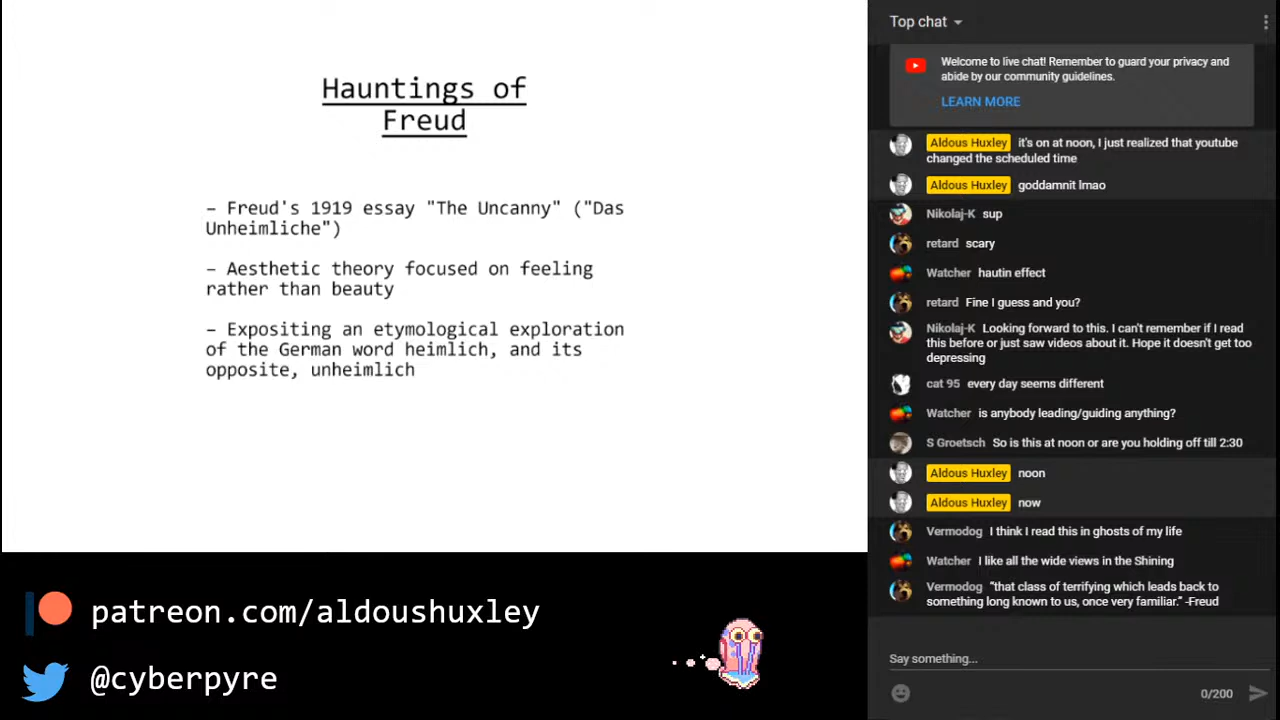 Hauntings of
Freud
– Freud's 1919 essay "The Uncanny" ("Das
Unheimliche")
– Aesthetic theory focused on feeling
rather than beauty
– Expositing an etymological exploration
of the German word heimlich, and its
opposite, unheimlich
patreon.com/aldoushuxley
@cyberpyre
Top chat
Welcome to live chat! Remember to guard your privacy and
abide by our community guidelines.
LEARN MORE
Aldous Huxley it's on at noon, I just realized that youtube
changed the scheduled time
Aldous Huxley goddamnit lmao
Nikolaj-K sup
retard scary
Watcher hautin effect
retard Fine I guess and you?
Nikolaj-K Looking forward to this. I can't remember if I read
this before or just saw videos about it. Hope it doesn't get too
depressing
cat 95 every day seems different
Watcher is anybody leading/guiding anything?
S Groetsch So is this at noon or are you holding off till 2:30
Aldous Huxley noon
Aldous Huxley now
Vermodog I think I read this in ghosts of my life
Watcher I like all the wide views in the Shining
Vermodog “that class of terrifying which leads back to
something long known to us, once very familiar.” -Freud
Say something...
0/200